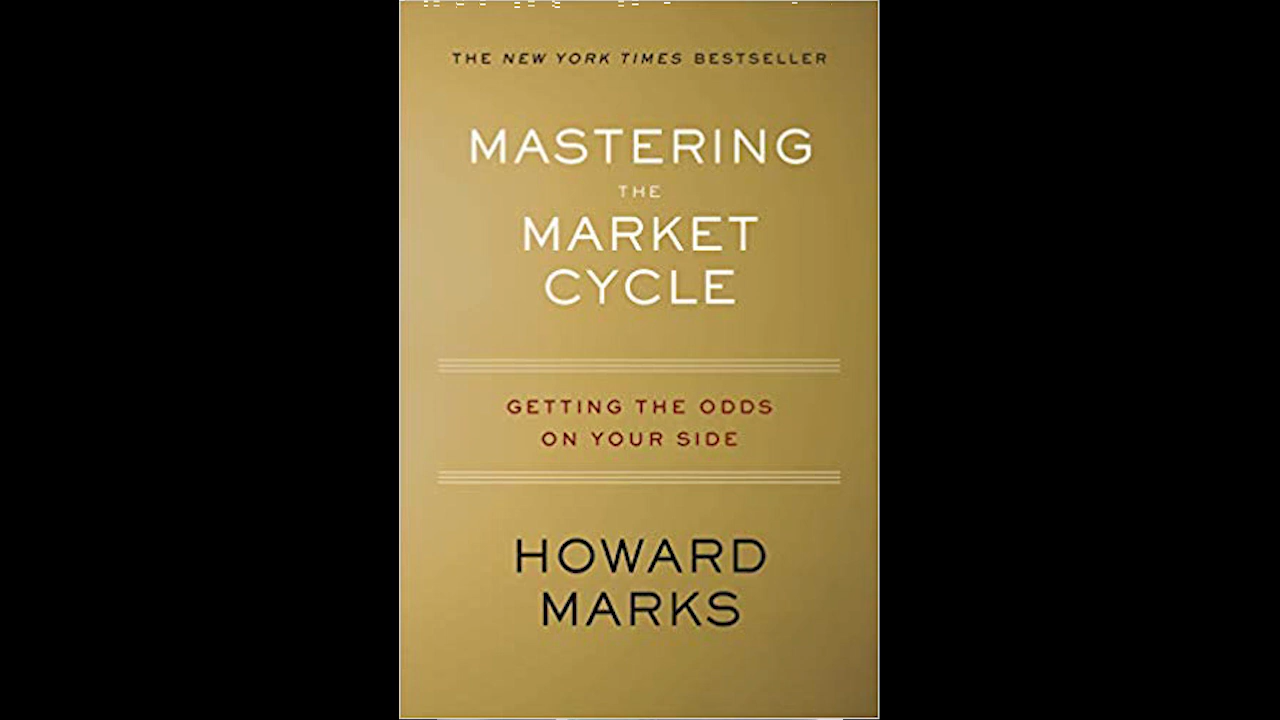 THE NEW YORK TIMES BESTSELLER
MASTERING
THE
MARKET
CYCLE
GETTING THE ODDS
ON YOUR SIDE
HOWARD
MARKS